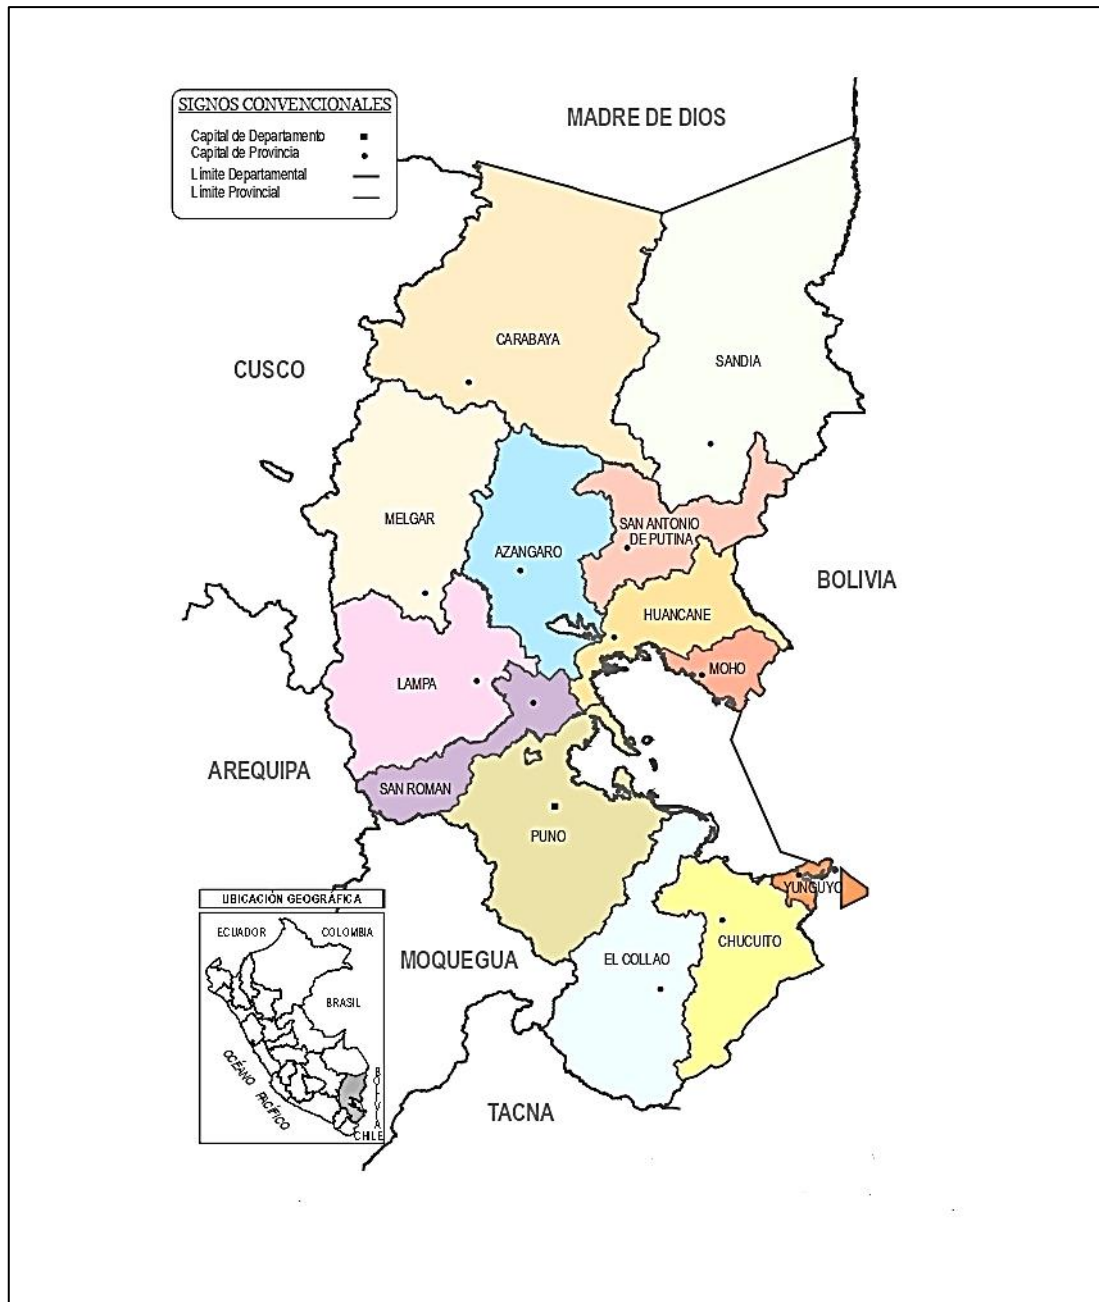 SIGNOS CONVENCIONALES
Capital de Departamento
Capital de Provincia
Límite Departamental
Límite Provincial
MADRE DE DIOS
CUSCO
CARABAYA
SANDIA
MELGAR
AZANGARO
SAN ANTONIO
DE PUTINA
BOLIVIA
HUANCANE
MOHO
LAMPA
AREQUIPA
SAN ROMAN
PUNO
YUNGUYO
CHUCUITO
EL COLLAO
MOQUEGUA
TACNA
UBICACIÓN GEOGRÁFICA
ECUADOR
COLOMBIA
BRASIL
OCÉANO PACÍFICO
BOLIVIA
CHILE